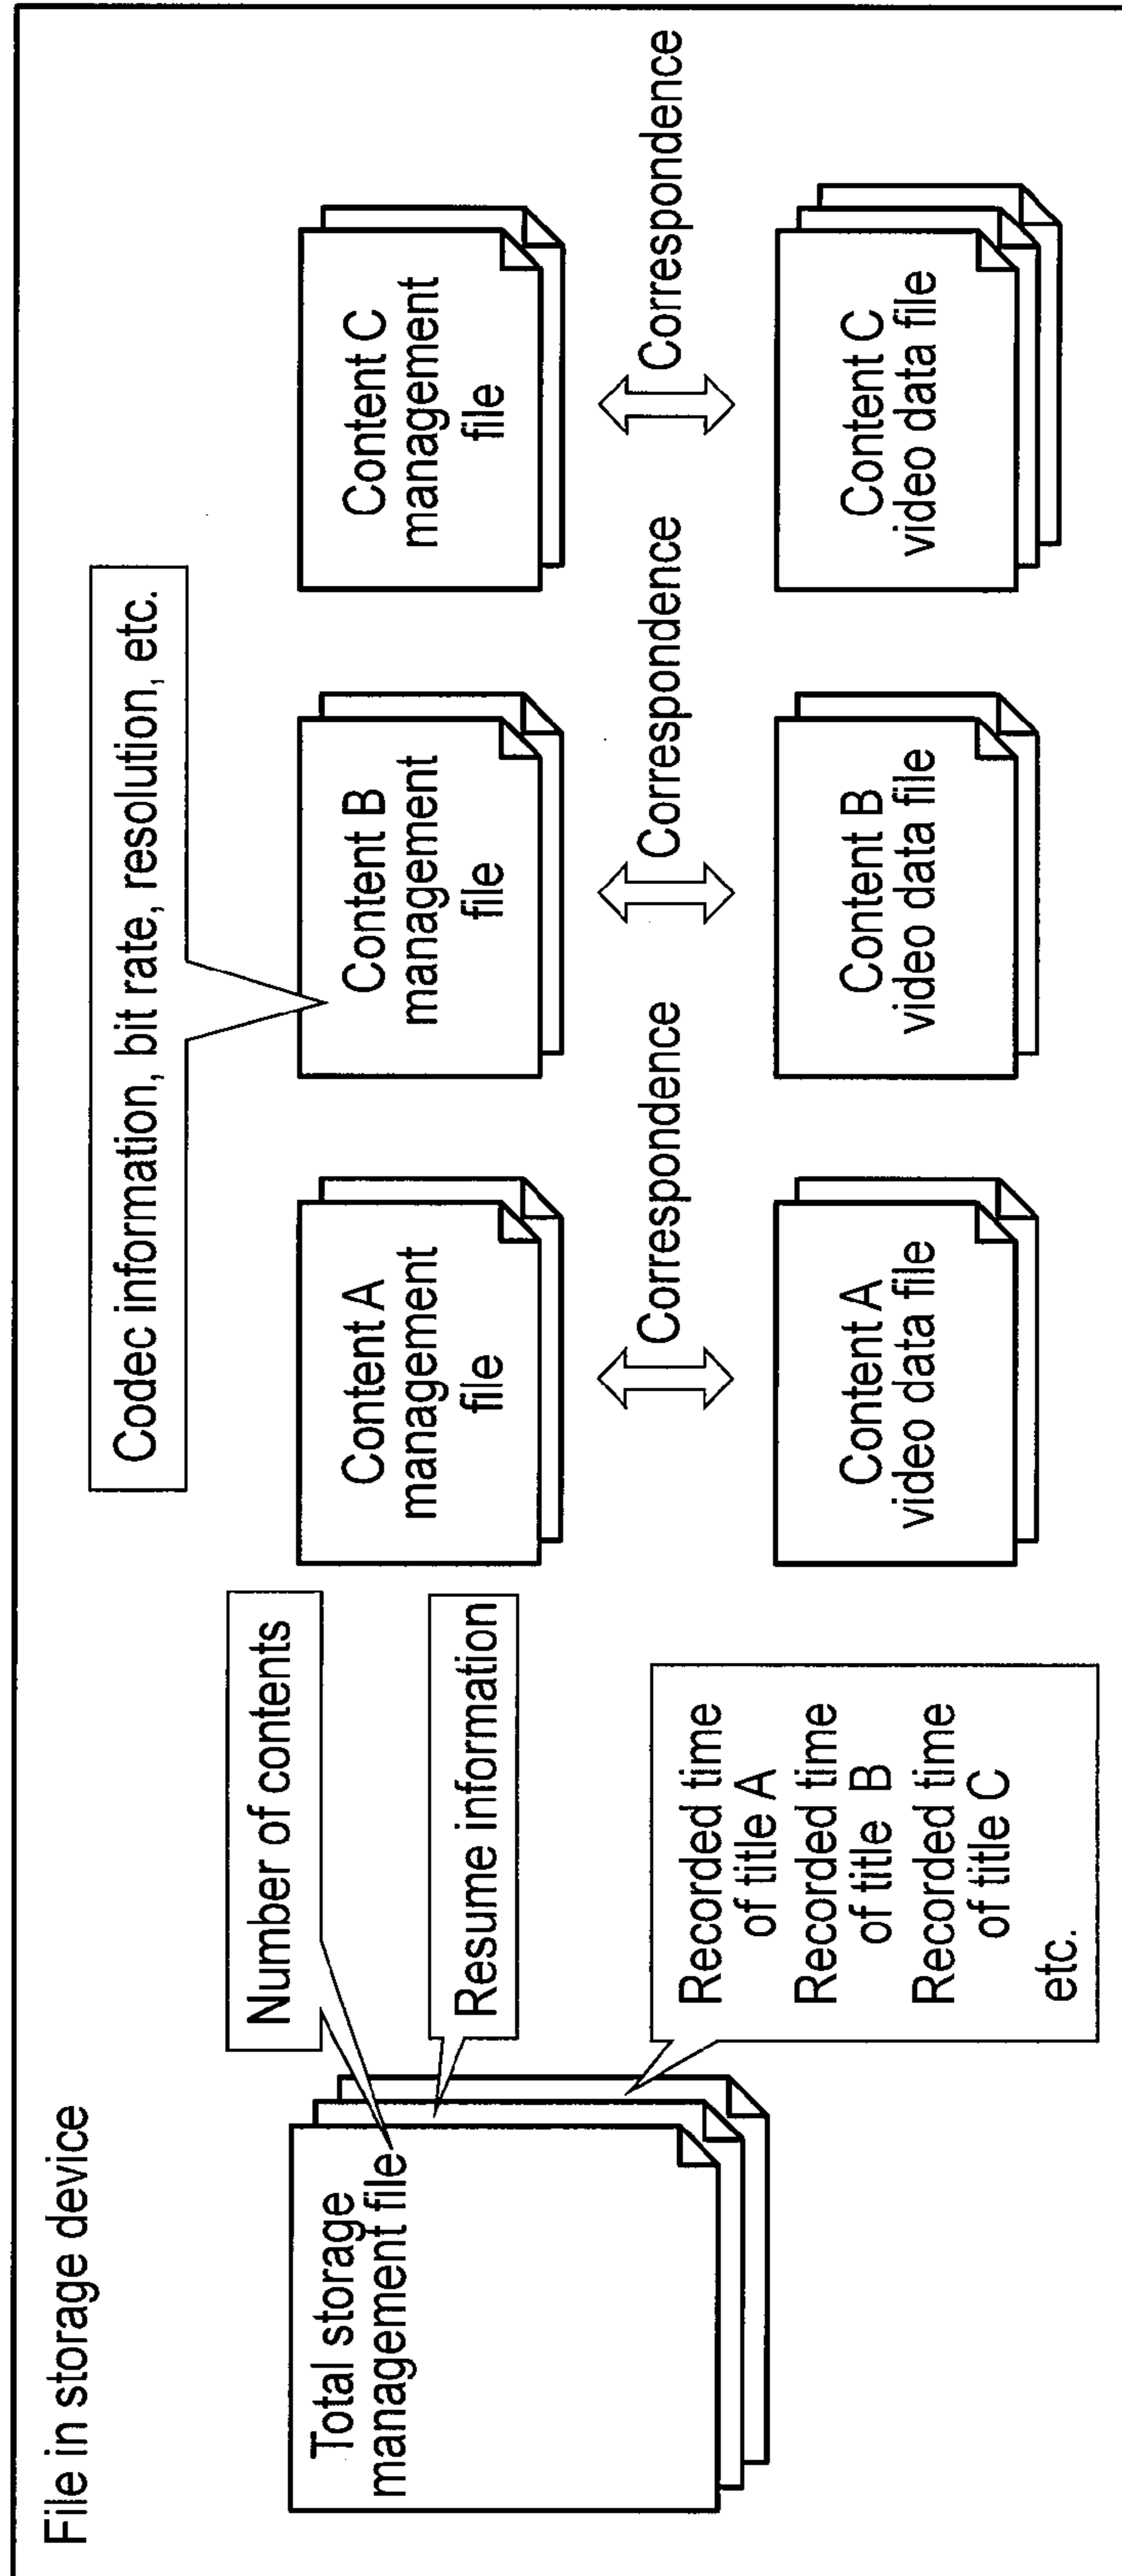 File in storage device
Total storage
management file
Number of contents
Resume information
Recorded time
of title A
Recorded time
of title B
Recorded time
of title C
etc.
Codec information, bit rate, resolution, etc.
Content A
management
file
Correspondence
Content A
video data file
Content B
management
file
Correspondence
Content B
video data file
Content C
management
file
Correspondence
Content C
video data file